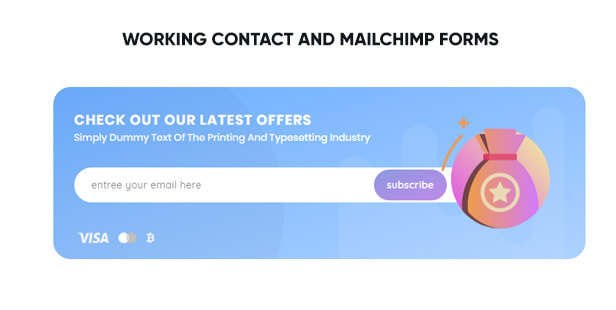 WORKING CONTACT AND MAILCHIMP FORMS
CHECK OUT OUR LATEST OFFERS
Simply Dummy Text Of The Printing And Typesetting Industry
entree your email here
subscribe
VISA